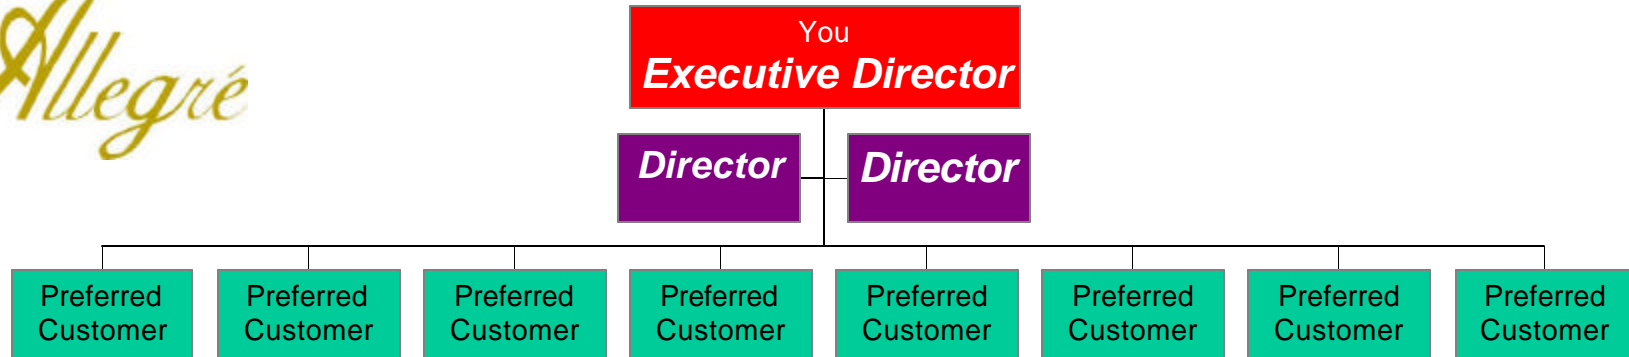 Allegré
You
Executive Director
Director Director
Preferred Preferred Preferred Preferred Preferred Preferred Preferred Preferred
Customer Customer Customer Customer Customer Customer Customer Customer